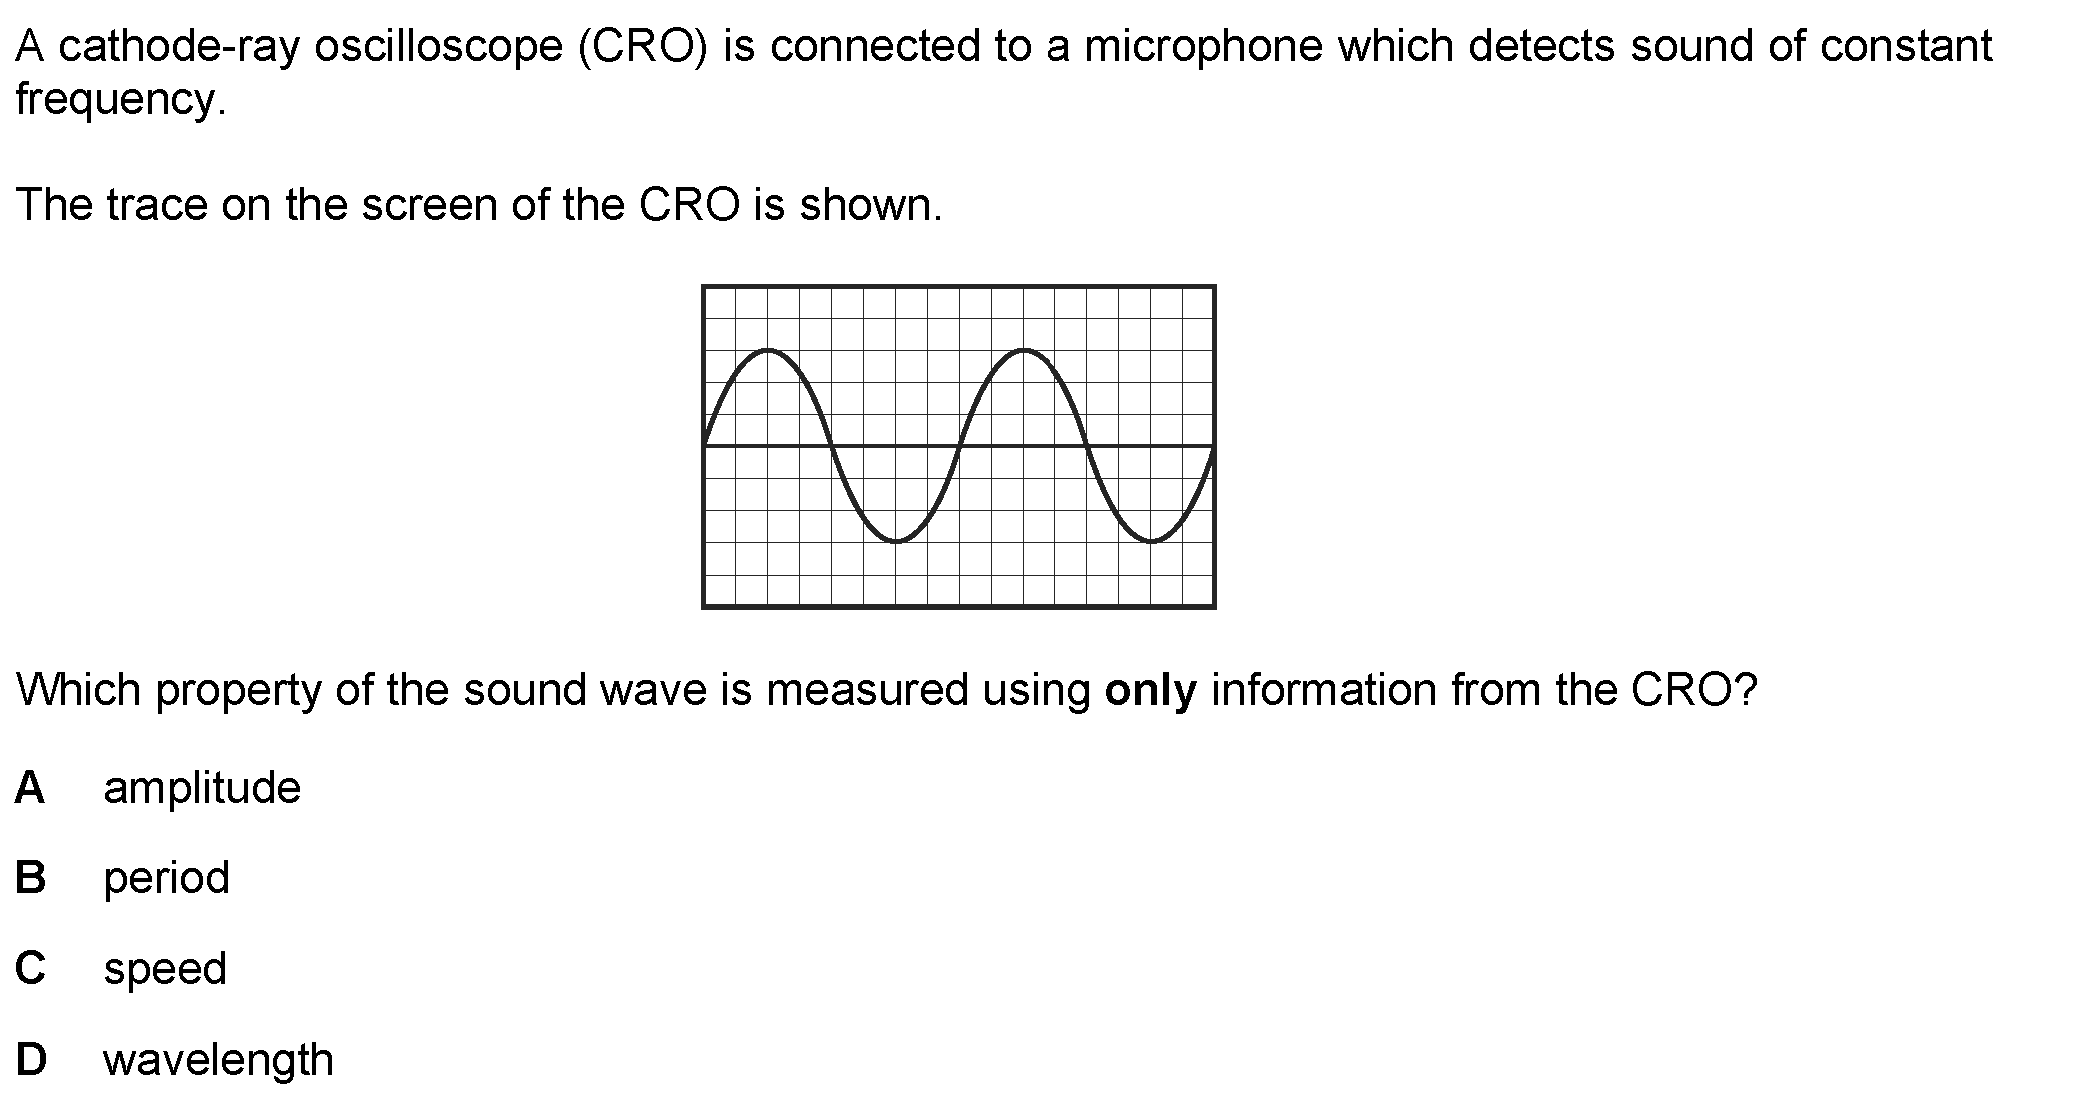 A cathode-ray oscilloscope (CRO) is connected to a microphone which detects sound of constant
frequency.
The trace on the screen of the CRO is shown.
Which property of the sound wave is measured using only information from the CRO?
A amplitude
B period
C speed
D wavelength